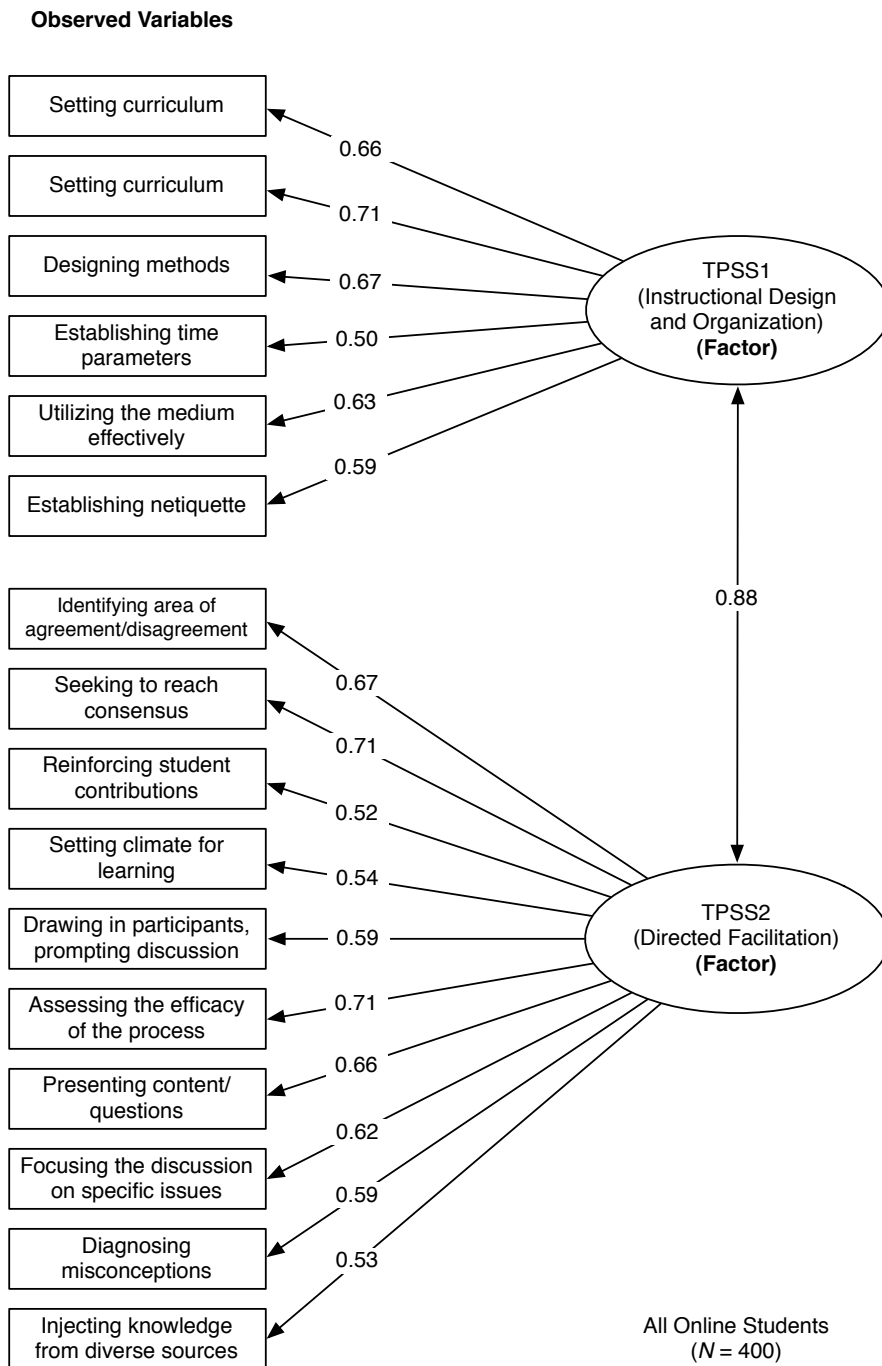 Observed Variables
Setting curriculum
0.66
Setting curriculum
0.71
Designing methods
0.67
Establishing time
parameters
0.50
Utilizing the medium
effectively
0.63
Establishing netiquette
0.59
TPSS1
(Instructional Design
and Organization)
(Factor)
0.88
Identifying area of
agreement/disagreement
0.67
Seeking to reach
consensus
0.71
Reinforcing student
contributions
0.52
Setting climate for
learning
0.54
Drawing in participants,
prompting discussion
0.59
Assessing the efficacy
of the process
0.71
Presenting content/
questions
0.66
Focusing the discussion
on specific issues
0.62
Diagnosing
misconceptions
0.59
Injecting knowledge
from diverse sources
0.53
TPSS2
(Directed Facilitation)
(Factor)
All Online Students
(N = 400)